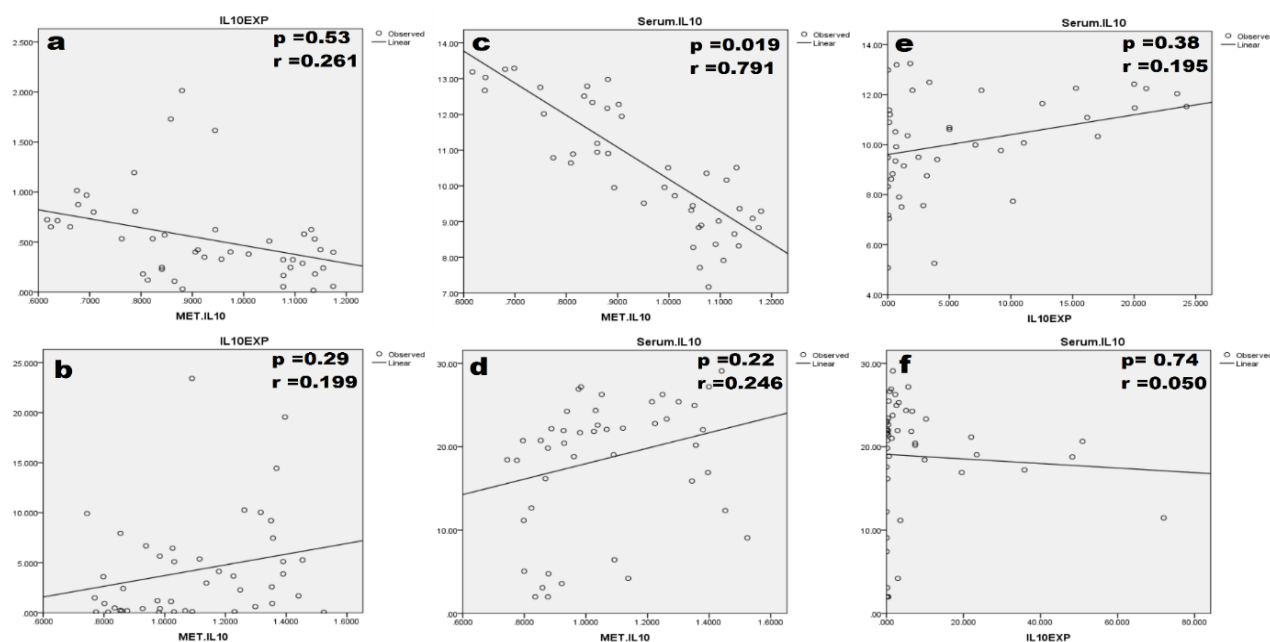 IL10EXP
a
p =0.53
r =0.261
Observed
Linear
2.500
2.000
1.500
1.000
.500
.000
.6000 .7000 .8000 .9000 1.0000 1.1000 1.2000
MET.IL10
Serum.IL10
c
p =0.019
r =0.791
Observed
Linear
14.00
13.00
12.00
11.00
10.00
9.00
8.00
7.00
.6000 .7000 .8000 .9000 1.0000 1.1000 1.2000
MET.IL10
Serum.IL10
e
p =0.38
r =0.195
Observed
Linear
14.00
12.00
10.00
8.00
6.00
4.00
.000 5.000 10.000 15.000 20.000 25.000
IL10EXP
IL10EXP
b
p =0.29
r =0.199
Observed
Linear
25.000
20.000
15.000
10.000
5.000
.000
.6000 .8000 1.0000 1.2000 1.4000 1.6000
MET.IL10
Serum.IL10
d
p =0.22
r =0.246
Observed
Linear
30.00
20.00
10.00
.00
.6000 .8000 1.0000 1.2000 1.4000 1.6000
MET.IL10
Serum.IL10
f
p= 0.74
r =0.050
Observed
Linear
30.00
20.00
10.00
.00
.000 20.000 40.000 60.000 80.000
IL10EXP